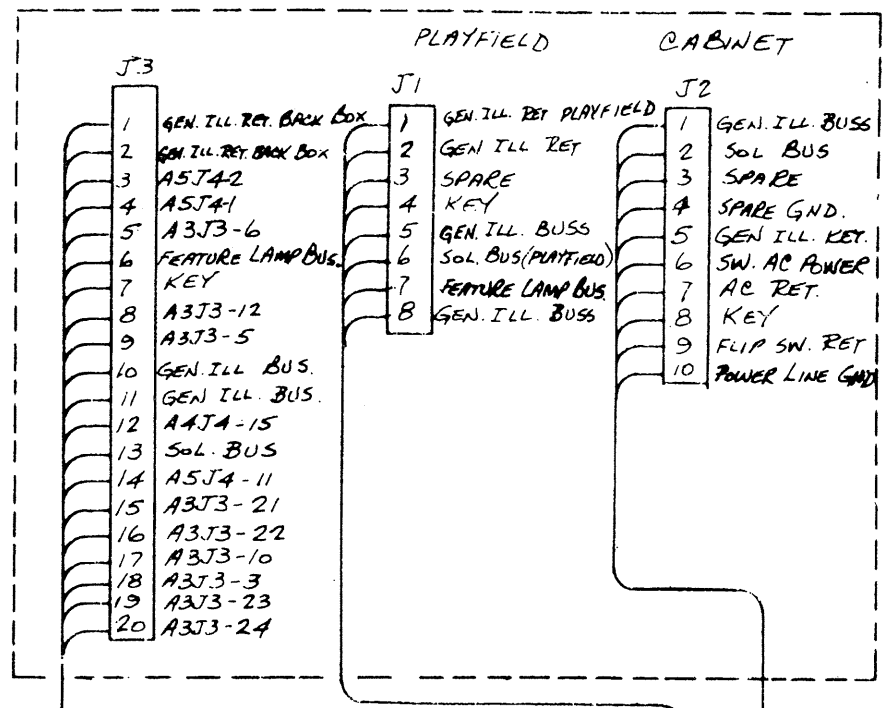 PLAYFIELD
CABINET
J3
1 GEN. ILL. RET. BACK BOX
2 GEN. ILL. RET. BACK BOX
3 A5J4-2
4 A5J4-1
5 A3J3-6
6 FEATURE LAMP BUS.
7 KEY
8 A3J3-12
9 A3J3-5
10 GEN. ILL BUS.
11 GEN ILL. BUS.
12 A4J4-15
13 SOL. BUS
14 A5J4-11
15 A3J3-21
16 A3J3-22
17 A3J3-10
18 A3J3-3
19 A3J3-23
20 A3J3-24
J1
1 GEN. ILL. RET PLAYFIELD
2 GEN ILL RET
3 SPARE
4 KEY
5 GEN. ILL. BUSS
6 SOL. BUS (PLAYFIELD)
7 FEATURE LAMP BUS.
8 GEN. ILL. BUSS
J2
1 GEN. ILL. BUSS
2 SOL BUS
3 SPARE
4 SPARE GND.
5 GEN ILL. KEY.
6 SW. AC POWER
7 AC RET.
8 KEY
9 FLIP SW. RET
10 POWER LINE GND